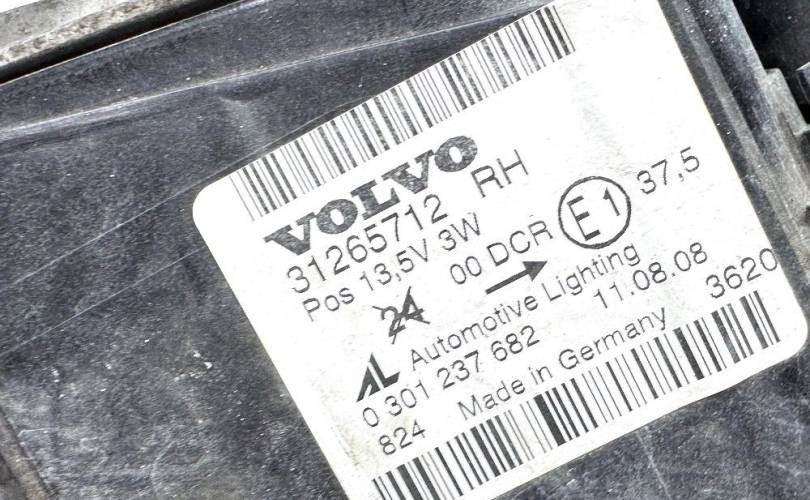 VOLVO
31265712 RH
Pos 13,5V 3W
24 00 DCR E1 37,5
AL Automotive Lighting
0 301 237 682 11.08.08
824 Made in Germany 3620